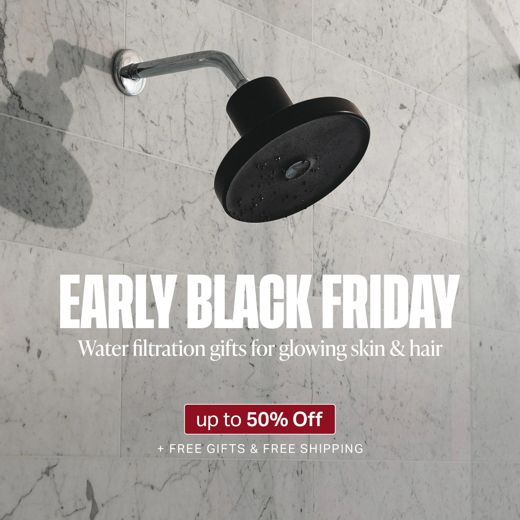 EARLY BLACK FRIDAY
Water filtration gifts for glowing skin & hair
up to 50% Off
+ FREE GIFTS & FREE SHIPPING